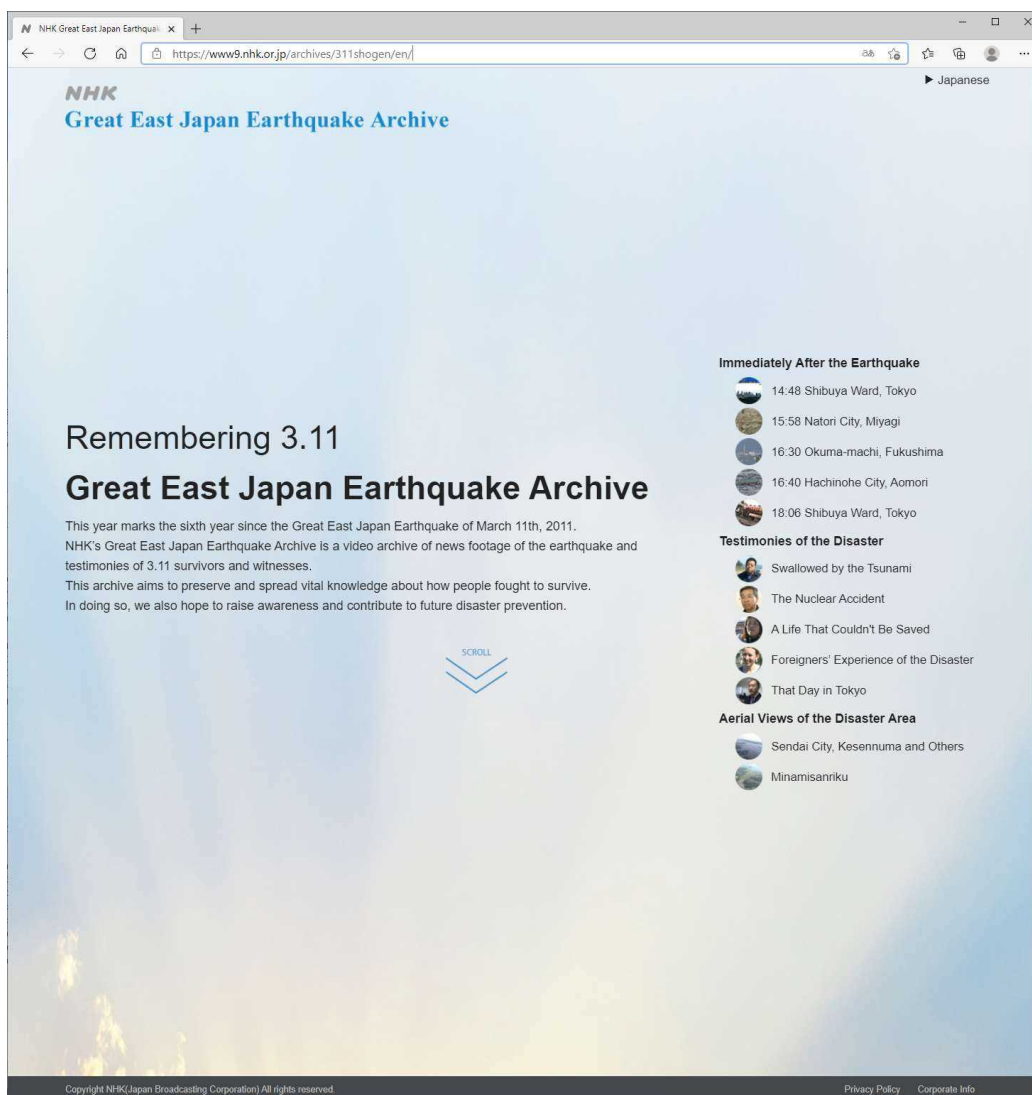 NHK Great East Japan Earthqua
https://www9.nhk.or.jp/archives/311shogen/en/
Japanese
NHK
Great East Japan Earthquake Archive
Remembering 3.11
Great East Japan Earthquake Archive
This year marks the sixth year since the Great East Japan Earthquake of March 11th, 2011.
NHK's Great East Japan Earthquake Archive is a video archive of news footage of the earthquake and
testimonies of 3.11 survivors and witnesses.
This archive aims to preserve and spread vital knowledge about how people fought to survive.
In doing so, we also hope to raise awareness and contribute to future disaster prevention.
SCROLL
Immediately After the Earthquake
14:48 Shibuya Ward, Tokyo
15:58 Natori City, Miyagi
16:30 Okuma-machi, Fukushima
16:40 Hachinohe City, Aomori
18:06 Shibuya Ward, Tokyo
Testimonies of the Disaster
Swallowed by the Tsunami
The Nuclear Accident
A Life That Couldn't Be Saved
Foreigners' Experience of the Disaster
That Day in Tokyo
Aerial Views of the Disaster Area
Sendai City, Kesennuma and Others
Minamisanriku
Copyright NHK(Japan Broadcasting Corporation) All rights reserved.
Privacy Policy Corporate Info